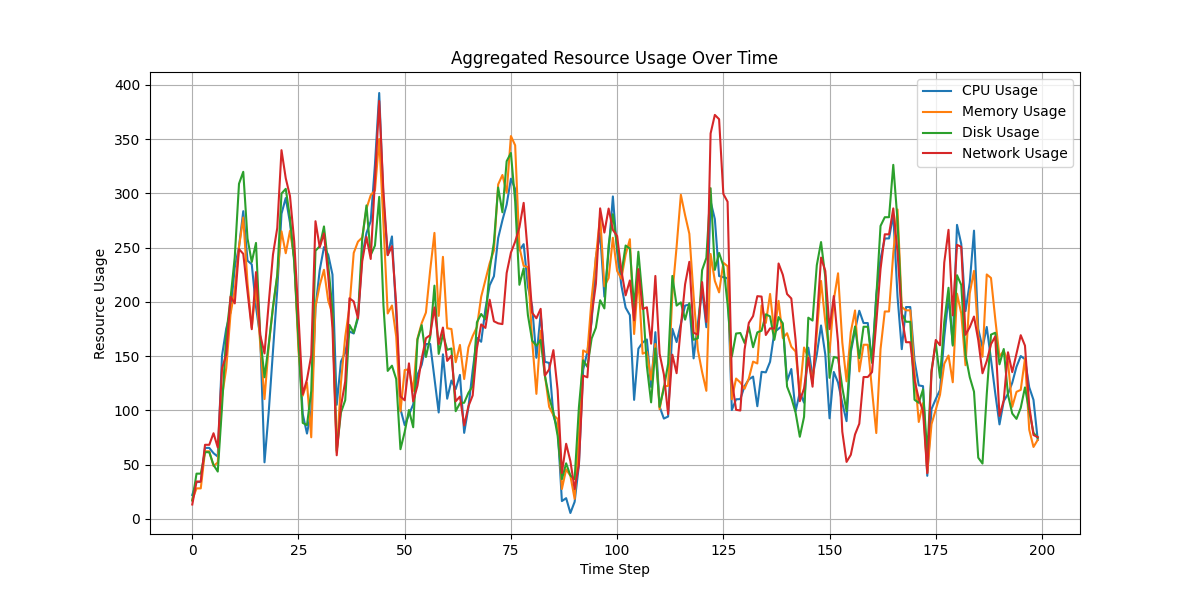 Aggregated Resource Usage Over Time
CPU Usage
Memory Usage
Disk Usage
Network Usage
Resource Usage
400
350
300
250
200
150
100
50
0
0 25 50 75 100 125 150 175 200
Time Step